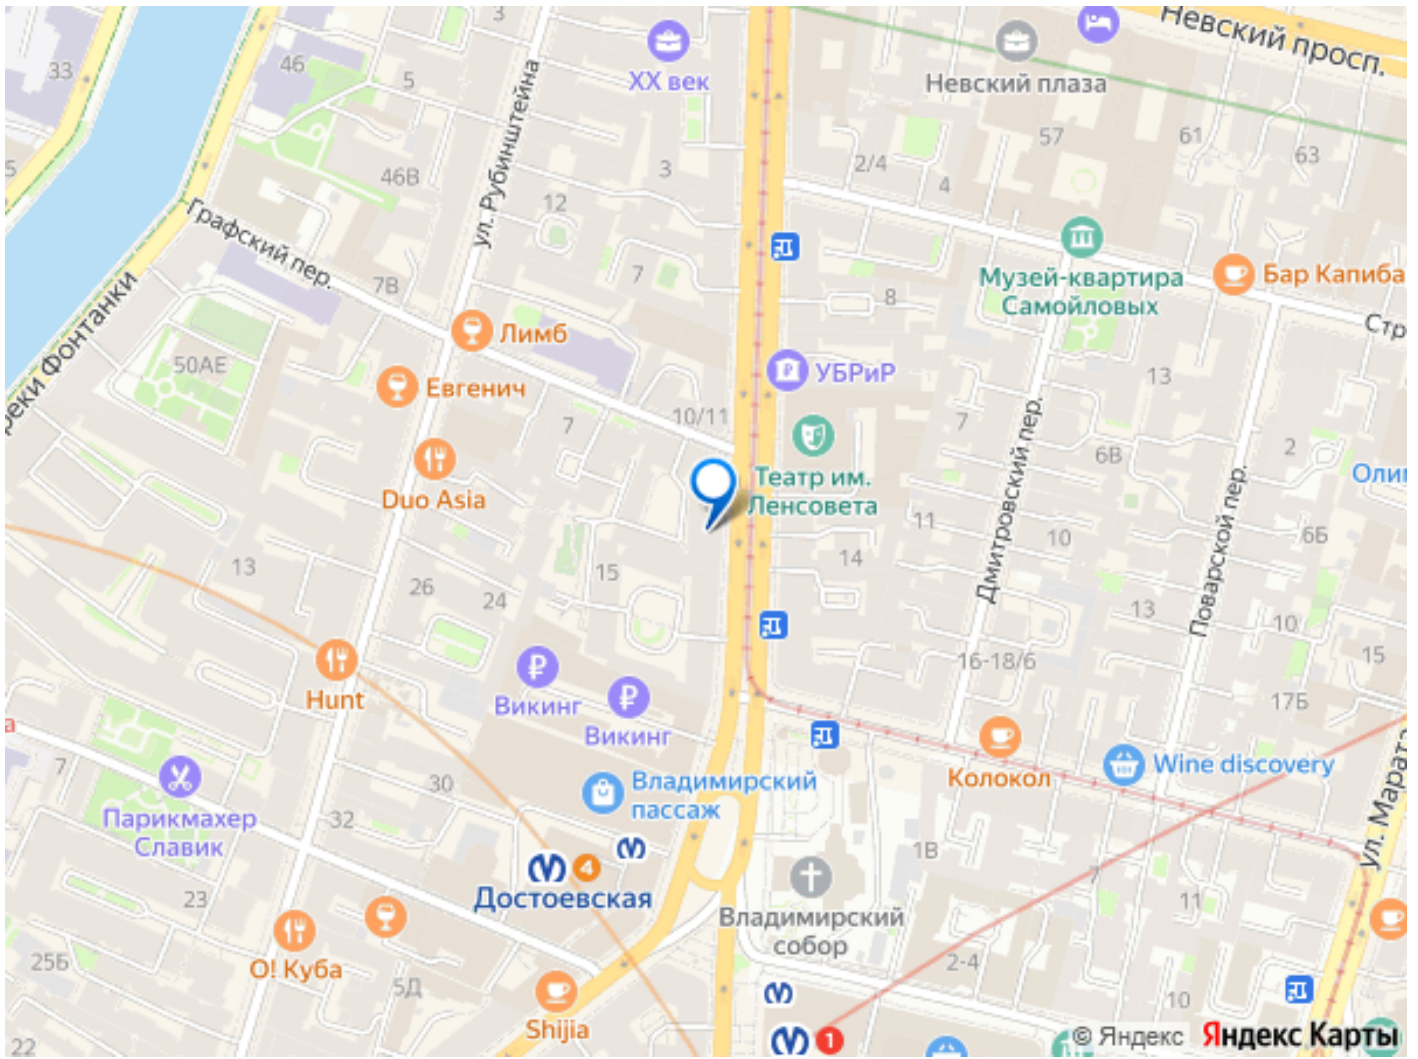 3
Невский просп.
46
33
5
XX век
Невский плаза
ул. Рубинштейна
57
61
63
2/4
4
3
46В
12
Графский пер.
7В
7
8
Музей-квартира
Самойловых
Бар Капиба
Стр
реки Фонтанки
Лимб
50АЕ
Евгенич
УБРиР
13
10/11
7
7
Театр им.
Ленсовета
6В
2
Duo Asia
Дмитровский пер.
Поварской пер.
Оли
11
10
6Б
14
13
15
26
24
13
10
16-18/6
15
17Б
Hunt
Викинг
Викинг
а
7
Колокол
Wine discovery
ул. Марата
30
Владимирский
пассаж
Парикмахер
Славик
32
1В
7
4
Достоевская
23
11
Владимирский
собор
О! Куба
25Б
5Д
2-4
10
Shijia
22
1
© Яндекс Яндекс Карты